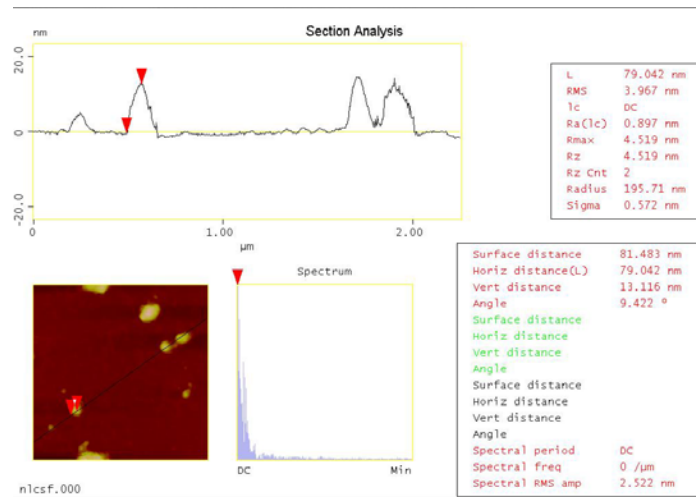 Section Analysis
nm
20.0
0
-20.0
0 1.00 2.00
µm
L 79.042 nm
RMS 3.967 nm
lc DC
Ra(lc) 0.897 nm
Rmax 4.519 nm
Rz 4.519 nm
Rz Cnt 2
Radius 195.71 nm
Sigma 0.572 nm
Spectrum
DC Min
Surface distance 81.483 nm
Horiz distance(L) 79.042 nm
Vert distance 13.116 nm
Angle 9.422 °
Surface distance
Horiz distance
Vert distance
Angle
Surface distance
Horiz distance
Vert distance
Angle
Spectral period DC
Spectral freq 0 /µm
Spectral RMS amp 2.522 nm
nlcsf.000